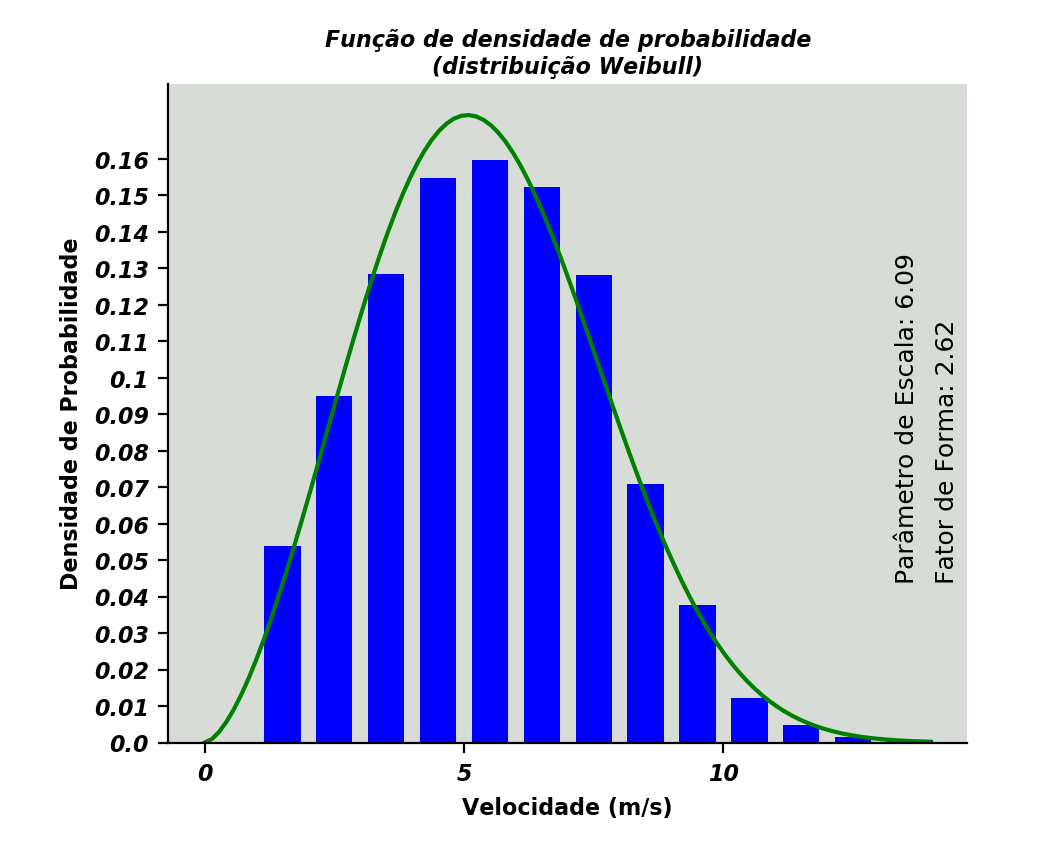 Função de densidade de probabilidade
(distribuição Weibull)
Densidade de Probabilidade
0.16
0.15
0.14
0.13
0.12
0.11
0.1
0.09
0.08
0.07
0.06
0.05
0.04
0.03
0.02
0.01
0.0
Parâmetro de Escala: 6.09
Fator de Forma: 2.62
0 5 10
Velocidade (m/s)